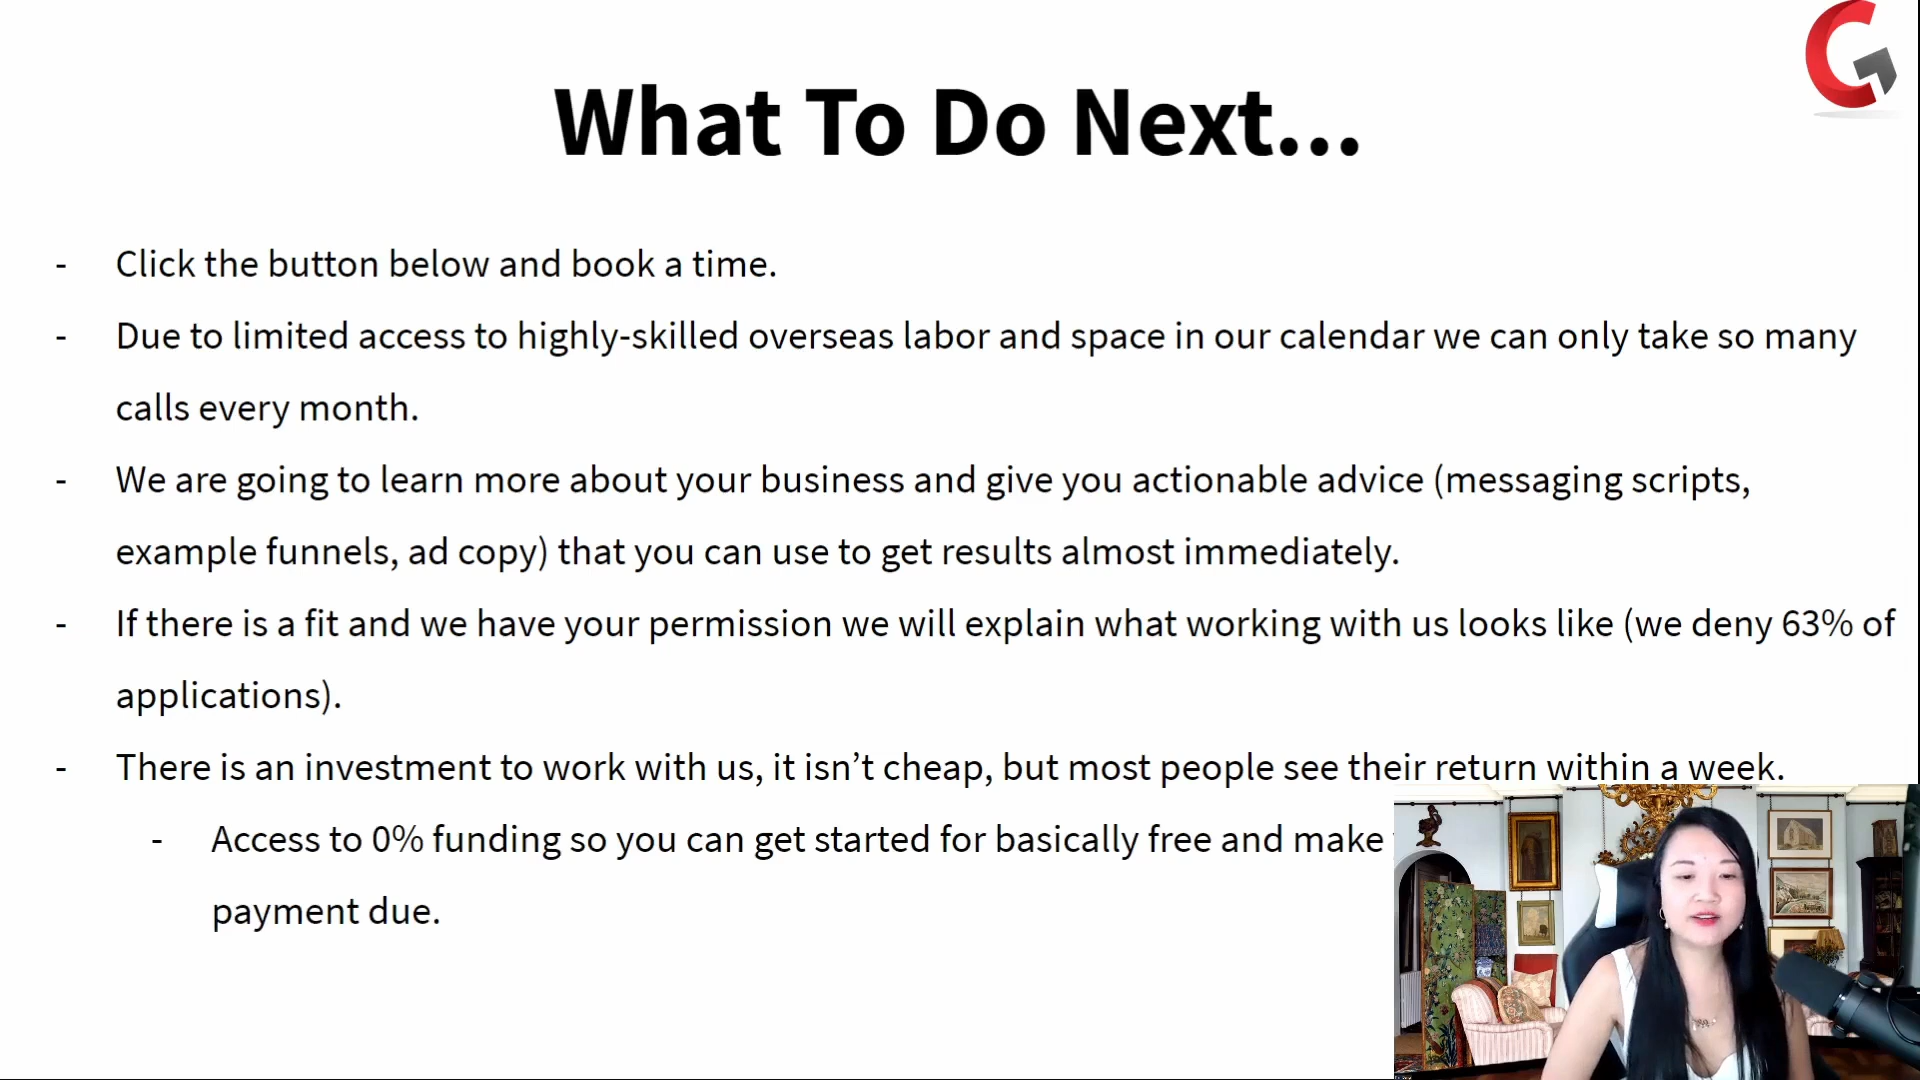 What To Do Next...
- Click the button below and book a time.
- Due to limited access to highly-skilled overseas labor and space in our calendar we can only take so many
calls every month.
- We are going to learn more about your business and give you actionable advice (messaging scripts,
example funnels, ad copy) that you can use to get results almost immediately.
- If there is a fit and we have your permission we will explain what working with us looks like (we deny 63% of
applications).
- There is an investment to work with us, it isn’t cheap, but most people see their return within a week.
- Access to 0% funding so you can get started for basically free and make
payment due.